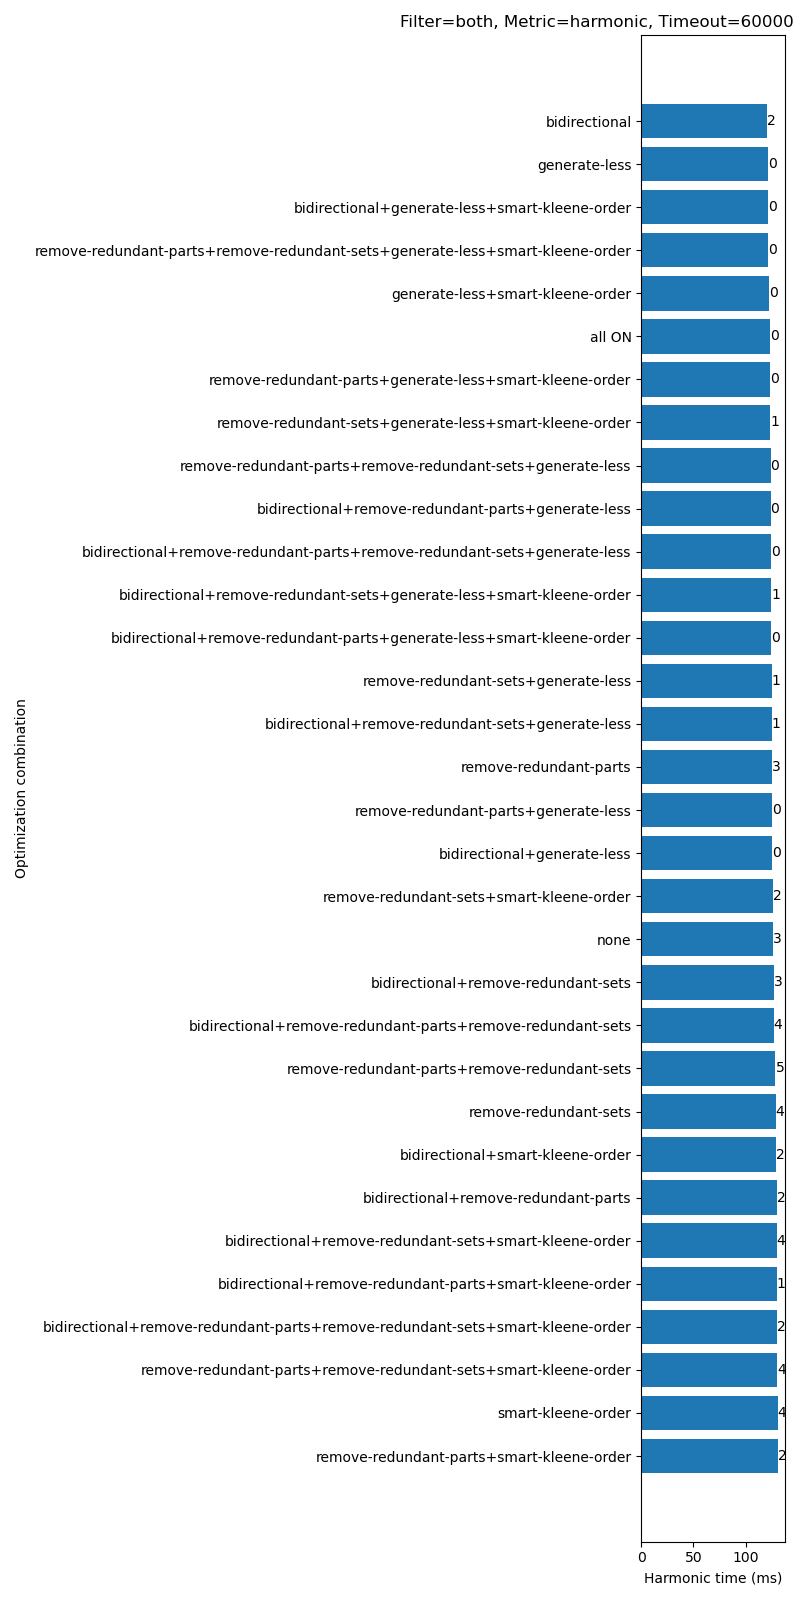 Filter=both, Metric=harmonic, Timeout=60000
bidirectional 2
generate-less 0
bidirectional+generate-less+smart-kleene-order 0
remove-redundant-parts+remove-redundant-sets+generate-less+smart-kleene-order 0
generate-less+smart-kleene-order 0
all ON 0
remove-redundant-parts+generate-less+smart-kleene-order 0
remove-redundant-sets+generate-less+smart-kleene-order 1
remove-redundant-parts+remove-redundant-sets+generate-less 0
bidirectional+remove-redundant-parts+generate-less 0
bidirectional+remove-redundant-parts+remove-redundant-sets+generate-less 0
bidirectional+remove-redundant-sets+generate-less+smart-kleene-order 1
bidirectional+remove-redundant-parts+generate-less+smart-kleene-order 0
remove-redundant-sets+generate-less 1
bidirectional+remove-redundant-sets+generate-less 1
remove-redundant-parts 3
remove-redundant-parts+generate-less 0
bidirectional+generate-less 0
remove-redundant-sets+smart-kleene-order 2
none 3
bidirectional+remove-redundant-sets 3
bidirectional+remove-redundant-parts+remove-redundant-sets 4
remove-redundant-parts+remove-redundant-sets 5
remove-redundant-sets 4
bidirectional+smart-kleene-order 2
bidirectional+remove-redundant-parts 2
bidirectional+remove-redundant-sets+smart-kleene-order 4
bidirectional+remove-redundant-parts+smart-kleene-order 1
bidirectional+remove-redundant-parts+remove-redundant-sets+smart-kleene-order 2
remove-redundant-parts+remove-redundant-sets+smart-kleene-order 4
smart-kleene-order 4
remove-redundant-parts+smart-kleene-order 2
Optimization combination
0 50 100
Harmonic time (ms)